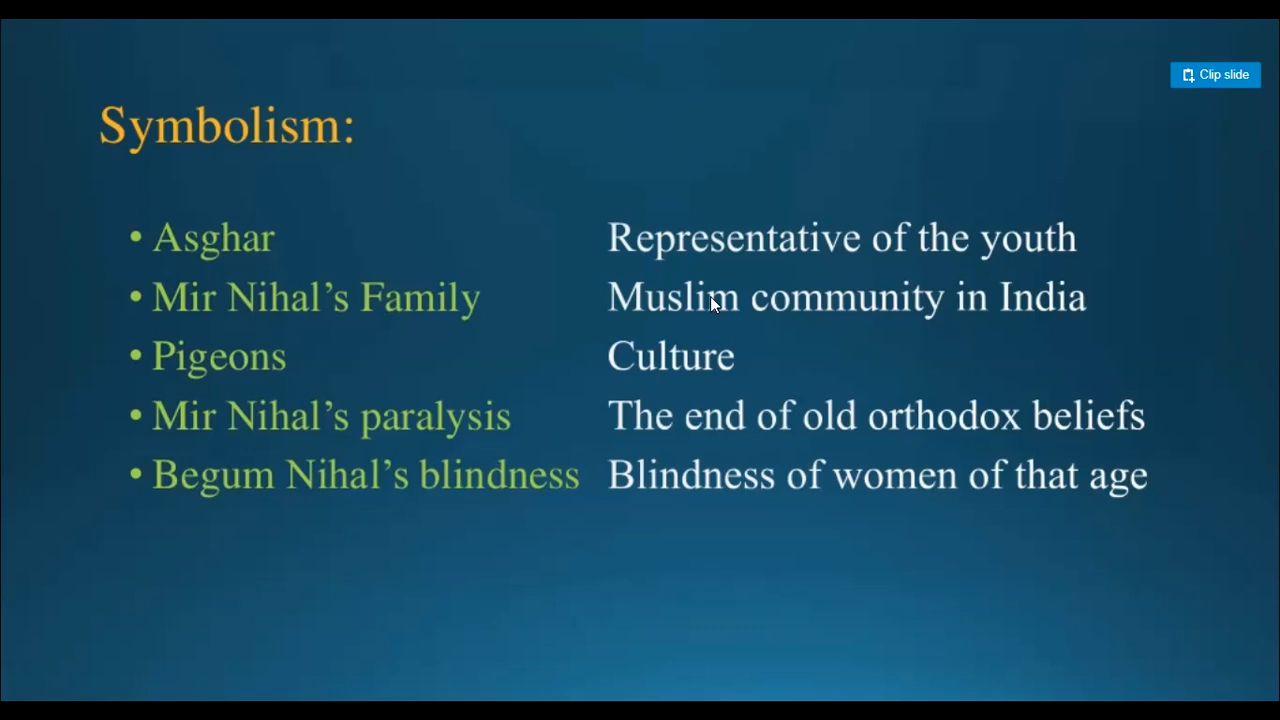 Clip slide
Symbolism:
• Asghar Representative of the youth
• Mir Nihal’s Family Muslim community in India
• Pigeons Culture
• Mir Nihal’s paralysis The end of old orthodox beliefs
• Begum Nihal’s blindness Blindness of women of that age